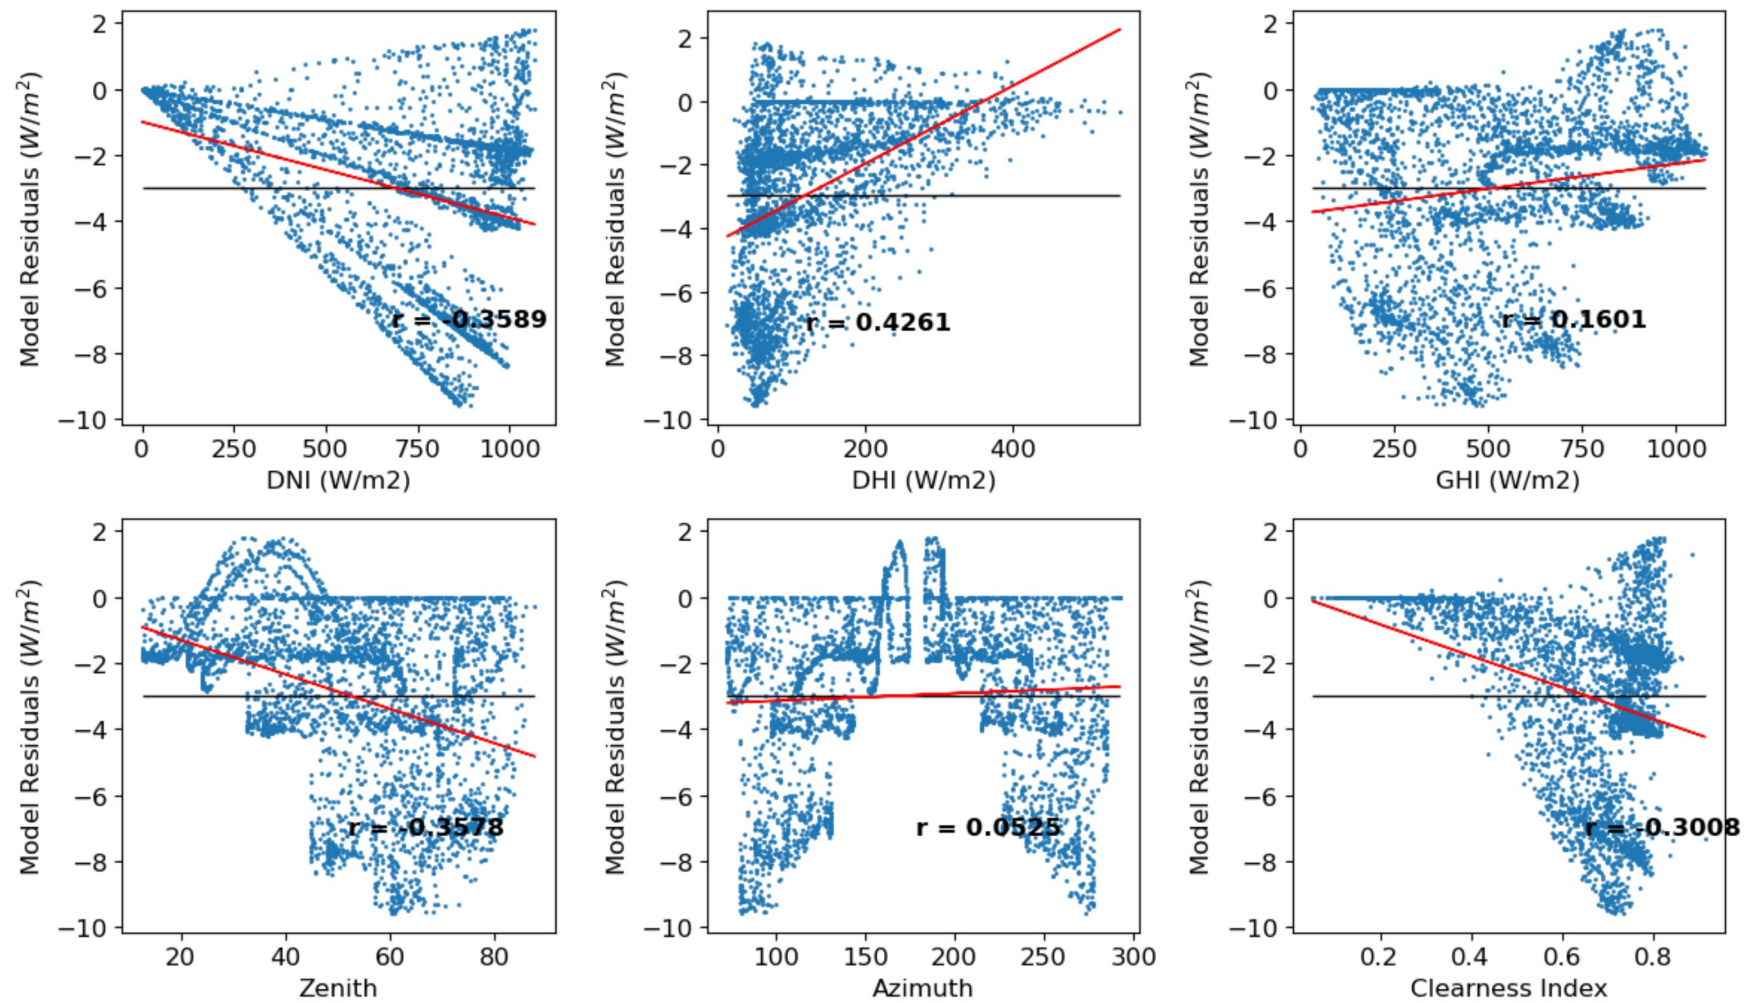 2
0
−2
−4
−6
−8
−10
Model Residuals (W/m²)
r = -0.3589
0 250 500 750 1000
DNI (W/m2)
2
0
−2
−4
−6
−8
−10
Model Residuals (W/m²)
r = 0.4261
0 200 400
DHI (W/m2)
2
0
−2
−4
−6
−8
−10
Model Residuals (W/m²)
r = 0.1601
0 250 500 750 1000
GHI (W/m2)
2
0
−2
−4
−6
−8
−10
Model Residuals (W/m²)
r = -0.3578
20 40 60 80
Zenith
2
0
−2
−4
−6
−8
−10
Model Residuals (W/m²)
r = 0.0525
100 150 200 250 300
Azimuth
2
0
−2
−4
−6
−8
−10
Model Residuals (W/m²)
r = -0.3008
0.2 0.4 0.6 0.8
Clearness Index